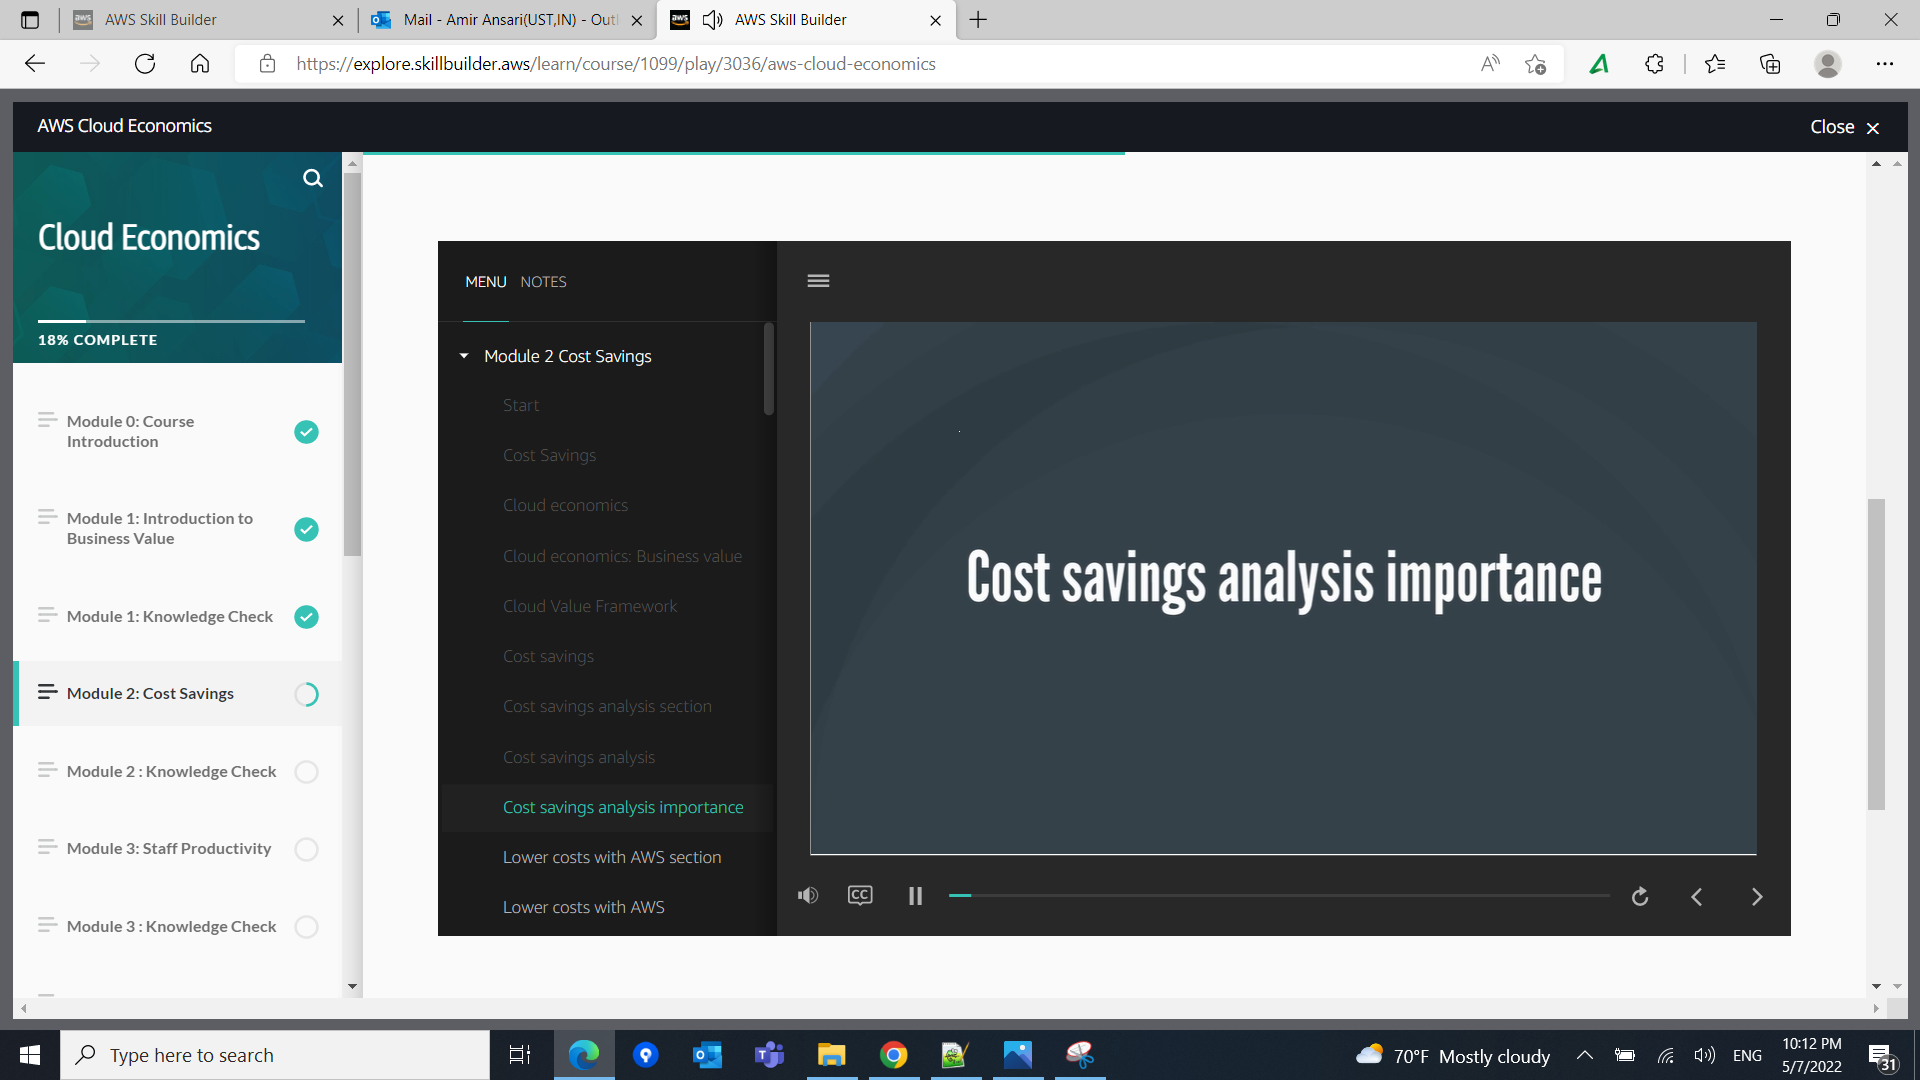 AWS Skill Builder
Mail - Amir Ansari(UST,IN) - Outl
AWS Skill Builder
https://explore.skillbuilder.aws/learn/course/1099/play/3036/aws-cloud-economics
AWS Cloud Economics
Close
Cloud Economics
18% COMPLETE
Module 0: Course
Introduction
Module 1: Introduction to
Business Value
Module 1: Knowledge Check
Module 2: Cost Savings
Module 2 : Knowledge Check
Module 3: Staff Productivity
Module 3 : Knowledge Check
MENU NOTES
Module 2 Cost Savings
Start
Cost Savings
Cloud economics
Cloud economics: Business value
Cloud Value Framework
Cost savings
Cost savings analysis section
Cost savings analysis
Cost savings analysis importance
Lower costs with AWS section
Lower costs with AWS
Cost savings analysis importance
CC
Type here to search
70°F Mostly cloudy
ENG
10:12 PM
5/7/2022
31